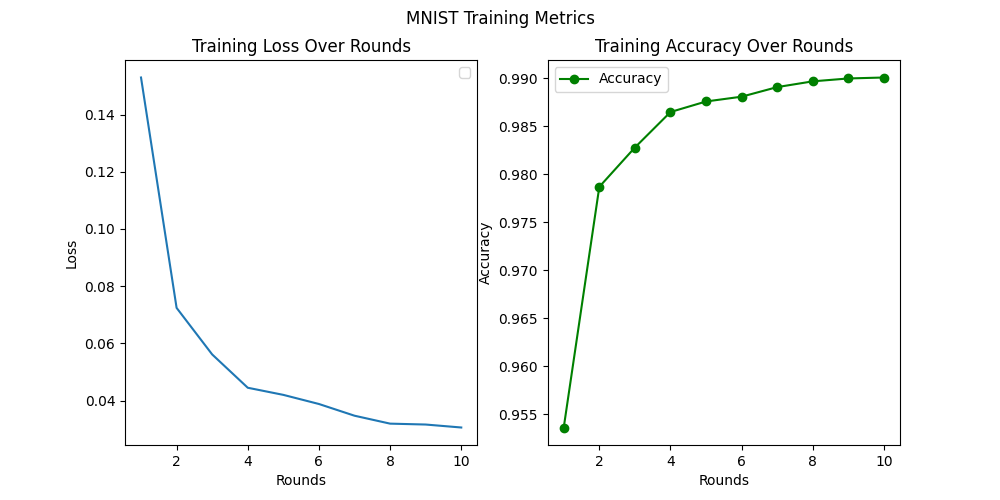 MNIST Training Metrics
Training Loss Over Rounds
0.14
0.12
0.10
0.08
0.06
0.04
Loss
2 4 6 8 10
Rounds
Training Accuracy Over Rounds
Accuracy
0.990
0.985
0.980
0.975
0.970
0.965
0.960
0.955
Accuracy
2 4 6 8 10
Rounds